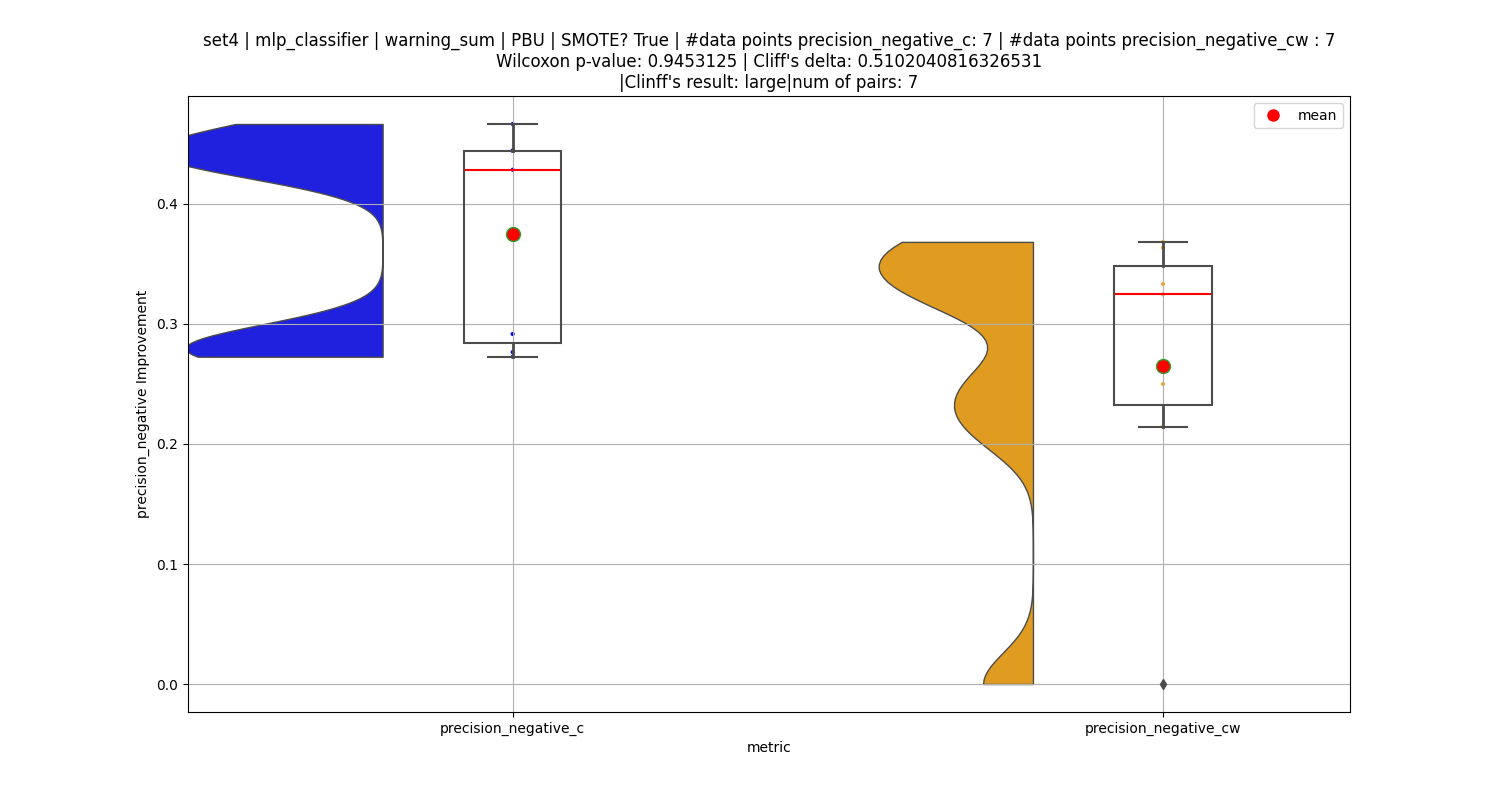 set4 | mlp_classifier | warning_sum | PBU | SMOTE? True | #data points precision_negative_c: 7 | #data points precision_negative_cw : 7
Wilcoxon p-value: 0.9453125 | Cliff's delta: 0.5102040816326531
|Clinff's result: large|num of pairs: 7
mean
0.4
0.3
0.2
0.1
0.0
precision_negative Improvement
precision_negative_c
precision_negative_cw
metric